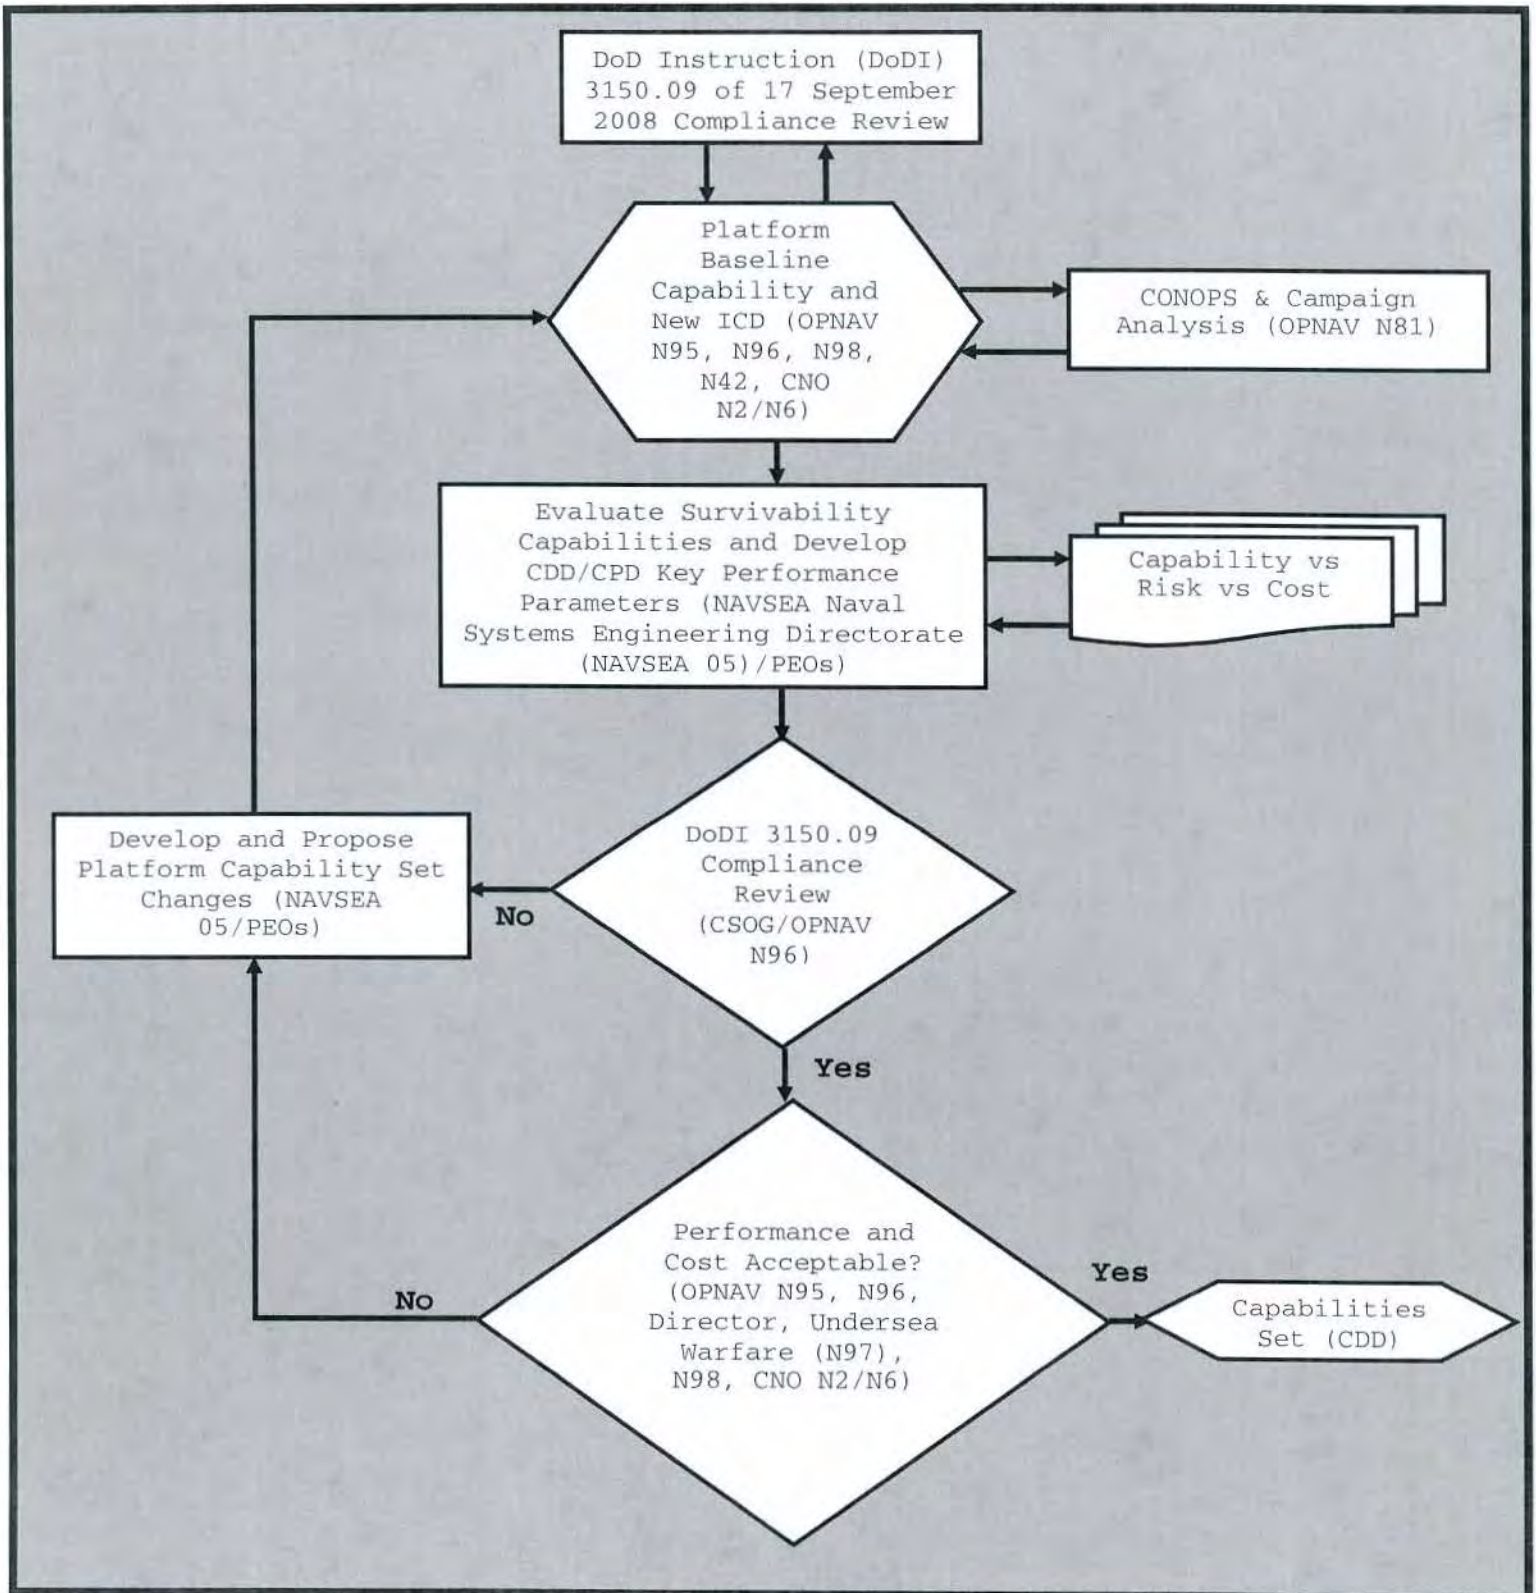 DoD Instruction (DoDI)
3150.09 of 17 September
2008 Compliance Review
Platform
Baseline
Capability and
New ICD (OPNAV
N95, N96, N98,
N42, CNO
N2/N6)
CONOPS & Campaign
Analysis (OPNAV N81)
Evaluate Survivability
Capabilities and Develop
CDD/CPD Key Performance
Parameters (NAVSEA Naval
Systems Engineering Directorate
(NAVSEA 05)/PEOs)
Capability vs
Risk vs Cost
Develop and Propose
Platform Capability Set
Changes (NAVSEA
05/PEOs)
No
DoDI 3150.09
Compliance
Review
(CSOG/OPNAV
N96)
Yes
Performance and
Cost Acceptable?
(OPNAV N95, N96,
Director, Undersea
Warfare (N97),
N98, CNO N2/N6)
No
Yes
Capabilities
Set (CDD)